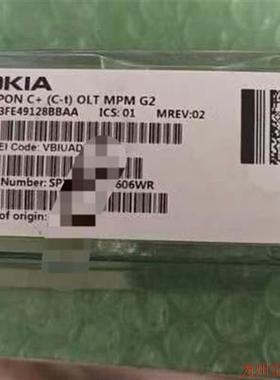 OKIA
PON C+ (C-t) OLT MPM G2
3FE49128BBAA ICS: 01 MREV:02
EI Code: VBIUAD
Number: SP 606WR
of origin: